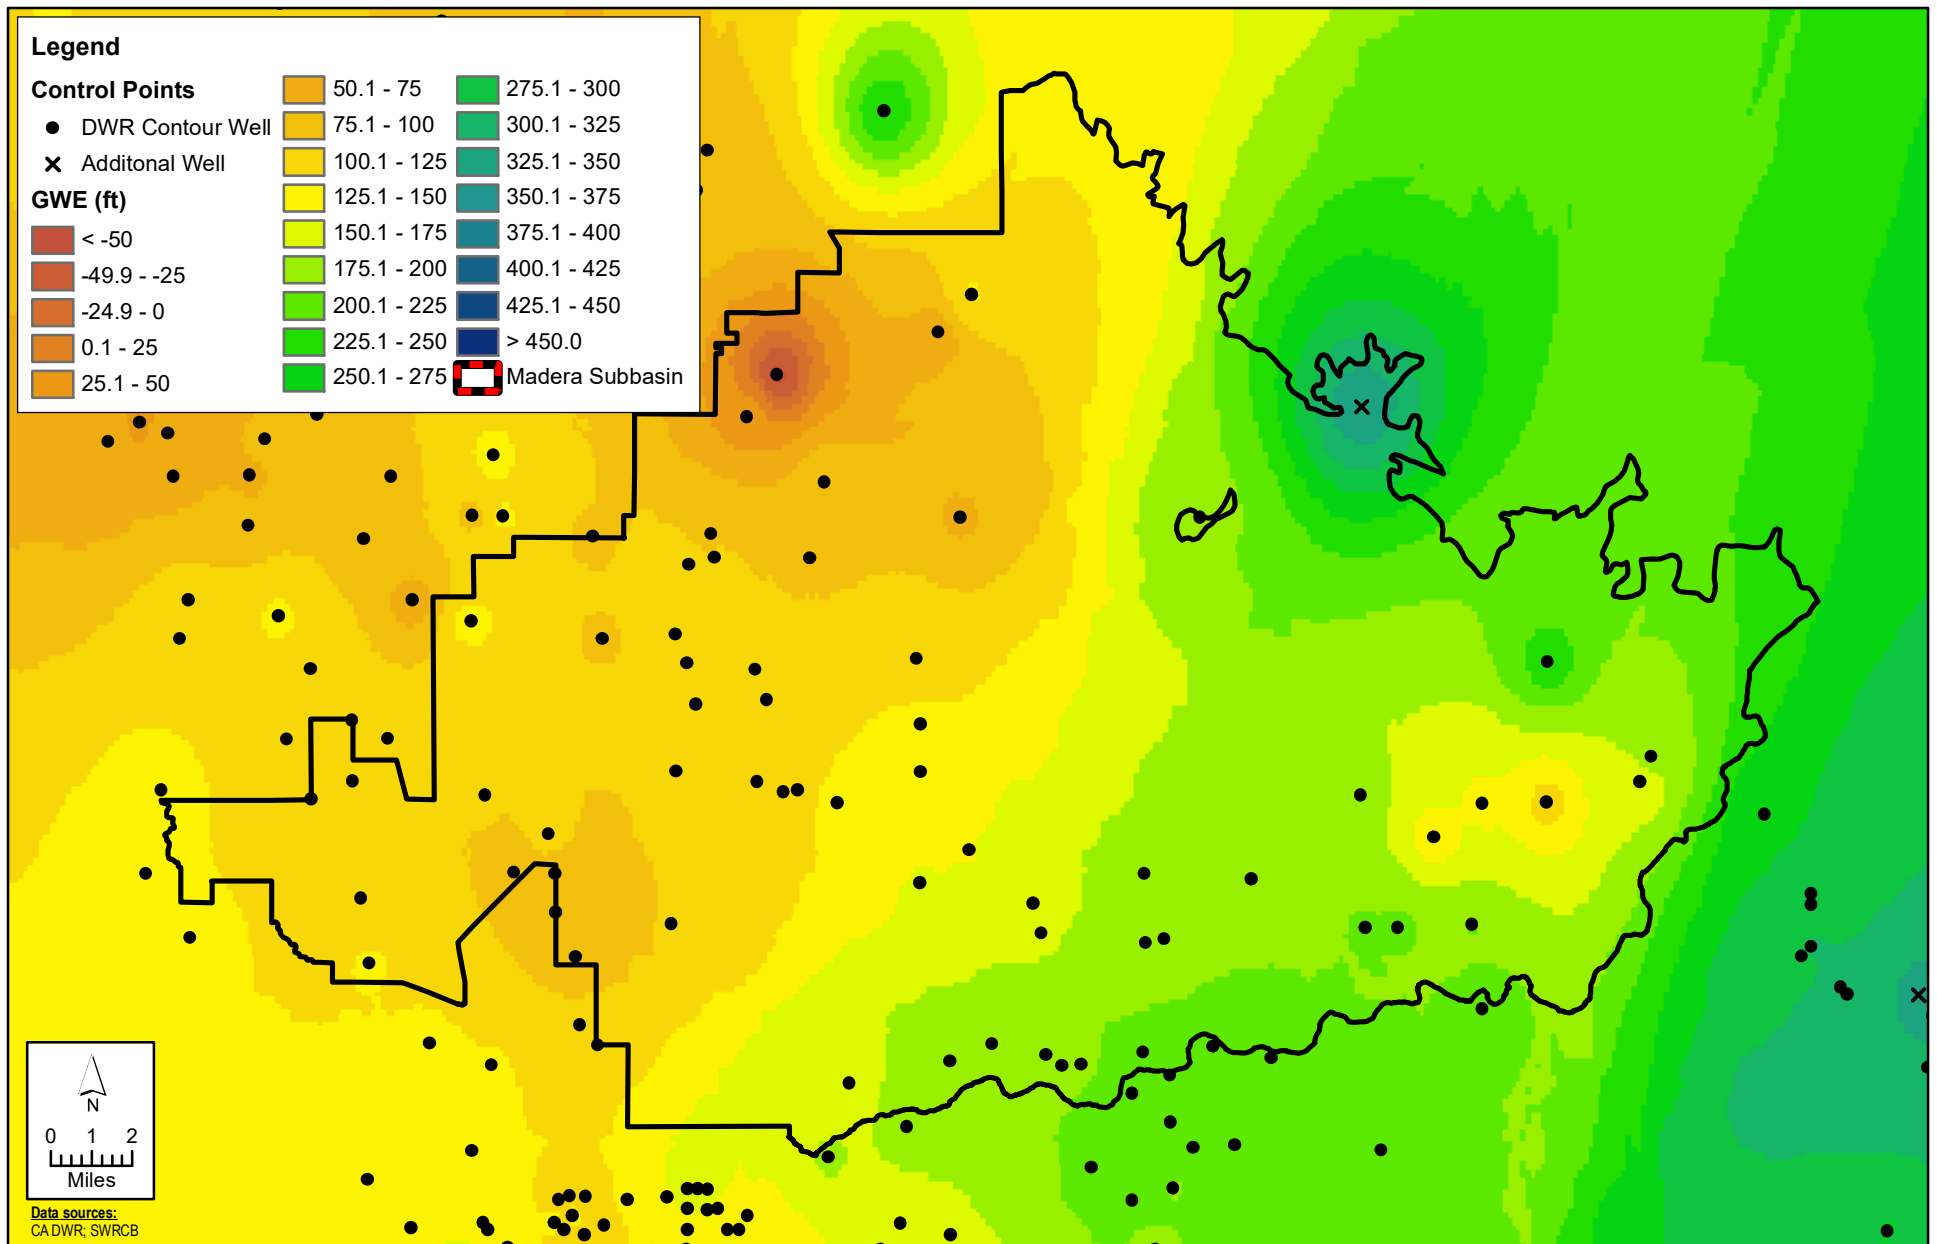 Legend
Control Points
DWR Contour Well
Additonal Well
GWE (ft)
< -50
-49.9 - -25
-24.9 - 0
0.1 - 25
25.1 - 50
50.1 - 75
75.1 - 100
100.1 - 125
125.1 - 150
150.1 - 175
175.1 - 200
200.1 - 225
225.1 - 250
250.1 - 275
275.1 - 300
300.1 - 325
325.1 - 350
350.1 - 375
375.1 - 400
400.1 - 425
425.1 - 450
> 450.0
Madera Subbasin
N
0 1 2
Miles
Data sources:
CA DWR; SWRCB